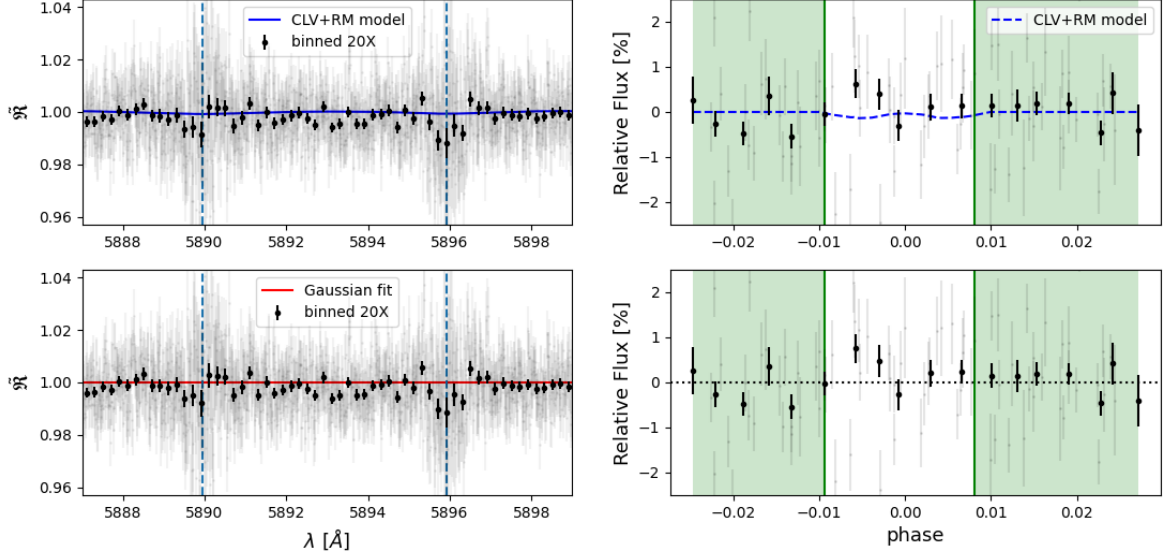 1.04
1.02
1.00
0.98
0.96
ℜ̃
CLV+RM model
binned 20X
5888 5890 5892 5894 5896 5898
2
1
0
−1
−2
Relative Flux [%]
CLV+RM model
−0.02 −0.01 0.00 0.01 0.02
1.04
1.02
1.00
0.98
0.96
ℜ̃
Gaussian fit
binned 20X
5888 5890 5892 5894 5896 5898
λ [Å]
2
1
0
−1
−2
Relative Flux [%]
−0.02 −0.01 0.00 0.01 0.02
phase